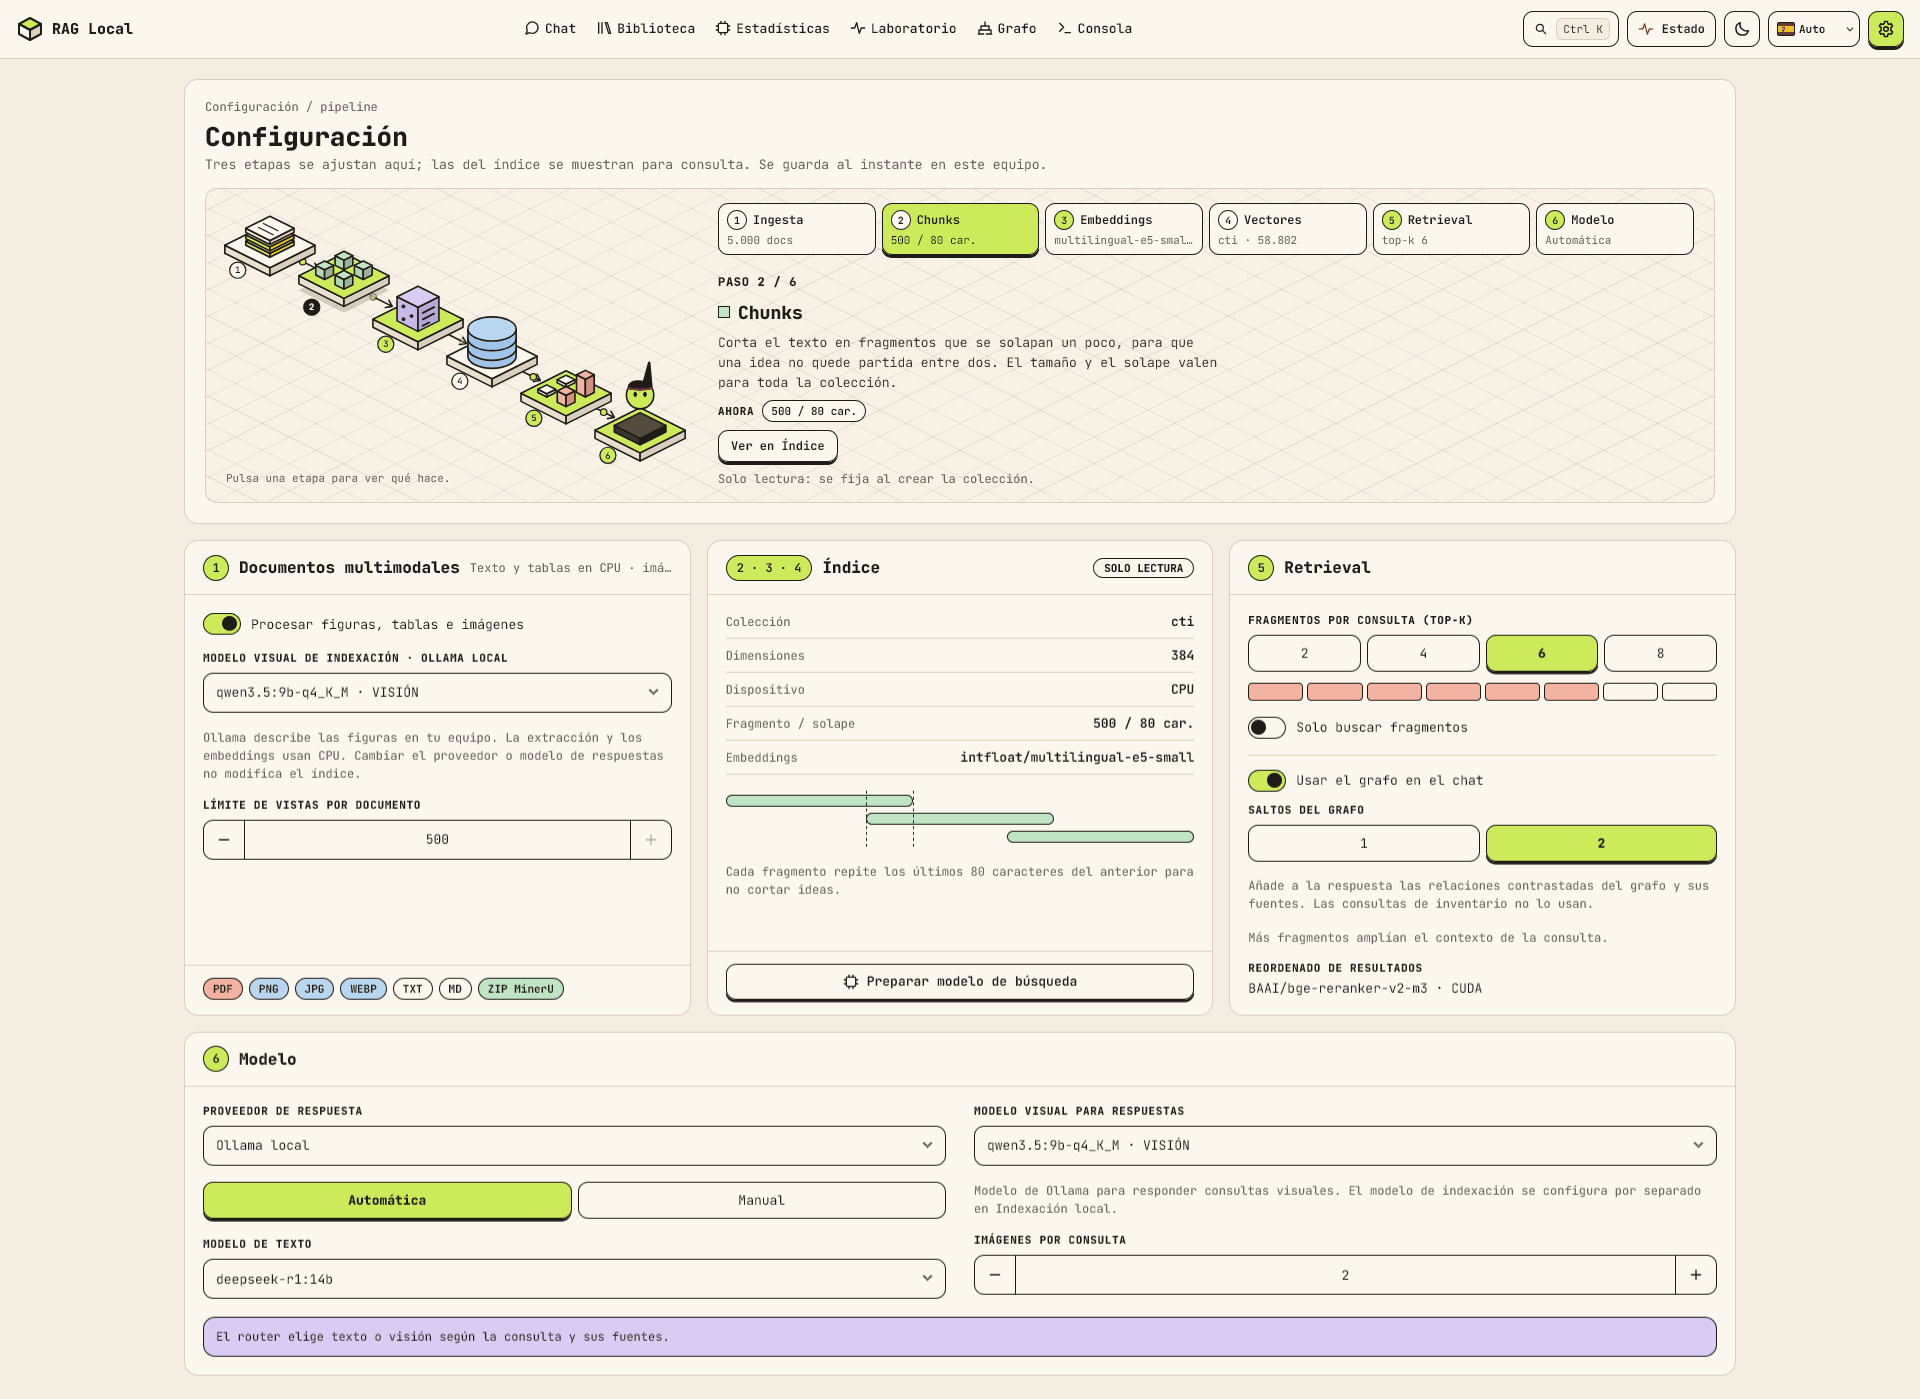 RAG Local
Chat
Biblioteca
Estadísticas
Laboratorio
Grafo
Consola
Ctrl K
Estado
Auto
Configuración / pipeline
Configuración
Tres etapas se ajustan aquí; las del índice se muestran para consulta. Se guarda al instante en este equipo.
1
2
3
4
5
6
Pulsa una etapa para ver qué hace.
1 Ingesta
5.000 docs
2 Chunks
500 / 80 car.
3 Embeddings
multilingual-e5-smal…
4 Vectores
cti · 58.802
5 Retrieval
top-k 6
6 Modelo
Automática
PASO 2 / 6
Chunks
Corta el texto en fragmentos que se solapan un poco, para que
una idea no quede partida entre dos. El tamaño y el solape valen
para toda la colección.
AHORA 500 / 80 car.
Ver en Índice
Solo lectura: se fija al crear la colección.
1 Documentos multimodales Texto y tablas en CPU · imá…
Procesar figuras, tablas e imágenes
MODELO VISUAL DE INDEXACIÓN · OLLAMA LOCAL
qwen3.5:9b-q4_K_M · VISIÓN
Ollama describe las figuras en tu equipo. La extracción y los
embeddings usan CPU. Cambiar el proveedor o modelo de respuestas
no modifica el índice.
LÍMITE DE VISTAS POR DOCUMENTO
− 500 +
PDF PNG JPG WEBP TXT MD ZIP MinerU
2 · 3 · 4 Índice SOLO LECTURA
Colección cti
Dimensiones 384
Dispositivo CPU
Fragmento / solape 500 / 80 car.
Embeddings intfloat/multilingual-e5-small
Cada fragmento repite los últimos 80 caracteres del anterior para
no cortar ideas.
Preparar modelo de búsqueda
5 Retrieval
FRAGMENTOS POR CONSULTA (TOP-K)
2 4 6 8
Solo buscar fragmentos
Usar el grafo en el chat
SALTOS DEL GRAFO
1 2
Añade a la respuesta las relaciones contrastadas del grafo y sus
fuentes. Las consultas de inventario no lo usan.
Más fragmentos amplían el contexto de la consulta.
REORDENADO DE RESULTADOS
BAAI/bge-reranker-v2-m3 · CUDA
6 Modelo
PROVEEDOR DE RESPUESTA
Ollama local
Automática Manual
MODELO DE TEXTO
deepseek-r1:14b
MODELO VISUAL PARA RESPUESTAS
qwen3.5:9b-q4_K_M · VISIÓN
Modelo de Ollama para responder consultas visuales. El modelo de indexación se configura por separado
en Indexación local.
IMÁGENES POR CONSULTA
− 2 +
El router elige texto o visión según la consulta y sus fuentes.